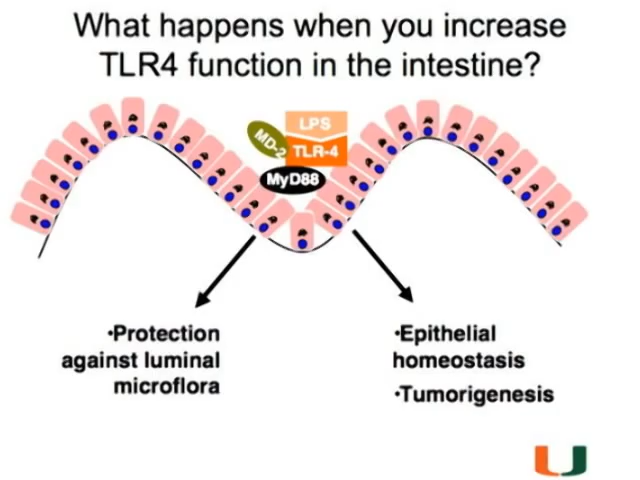 What happens when you increase
TLR4 function in the intestine?
LPS
MD-2
TLR-4
MyD88
•Protection
against luminal
microflora
•Epithelial
homeostasis
•Tumorigenesis